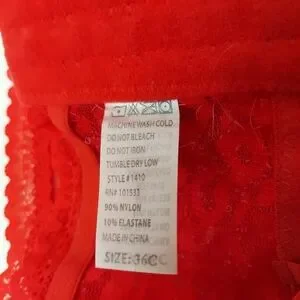 MACHINE WASH COLD
DO NOT BLEACH
DO NOT IRON
TUMBLE DRY LOW
STYLE # 1410
RN# 101533
90% NYLON
10% ELASTANE
MADE IN CHINA
SIZE: 36C